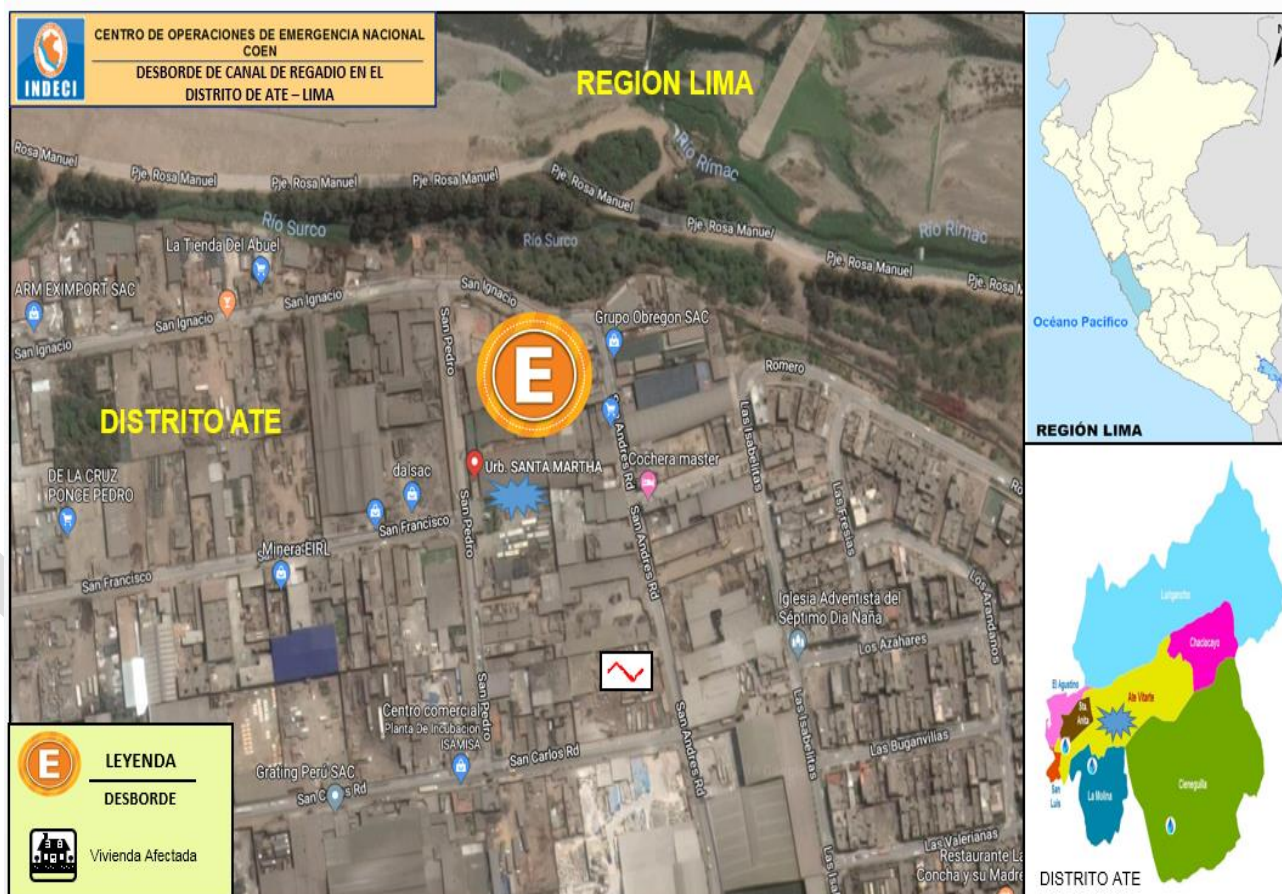 CENTRO DE OPERACIONES DE EMERGENCIA NACIONAL
COEN
DESBORDE DE CANAL DE REGADIO EN EL
DISTRITO DE ATE – LIMA
INDECI
REGION LIMA
Rosa Manuel
Pje. Rosa Manuel
Pje. Rosa Manuel
Pje. Rosa Manuel
Pje. Rosa Manuel
Pje. Rosa Manuel
Pje. Rosa Manuel
Pje. Rosa M
Río Rímac
Río Rímac
Río Surco
Río Surco
La Tienda Del Abuel
ARM EXIMPORT SAC
San Ignacio
San Ignacio
San Ignacio
San Ignacio
San Pedro
Grupo Obregon SAC
E
Romero
DISTRITO ATE
Andres Rd
Las Isabelitas
Urb. SANTA MARTHA
Cochera master
dalsac
DE LA CRUZ
PONCE PEDRO
San Francisco
San Pedro
San Andres Rd
Las Fresias
Minera EIRL
San Francisco
Los Arandanos
Iglesia Adventista del
Séptimo Dia Ñaña
Los Azahares
San Pedro
Centro comercial
Planta De Incubacion
ISAMISA
San Carlos Rd
San Andres Rd
Las Isabelitas
Las Buganvillas
Grating Perú SAC
Las Valerianas
Restaurante La
Concha y su Madre
E
LEYENDA
DESBORDE
Vivienda Afectada
N
Océano Pacífico
REGIÓN LIMA
Lurigancho
Chaclacayo
El Agustino
Ate Vitarte
Sta.
Anita
San
Luis
La Molina
Cieneguilla
DISTRITO ATE